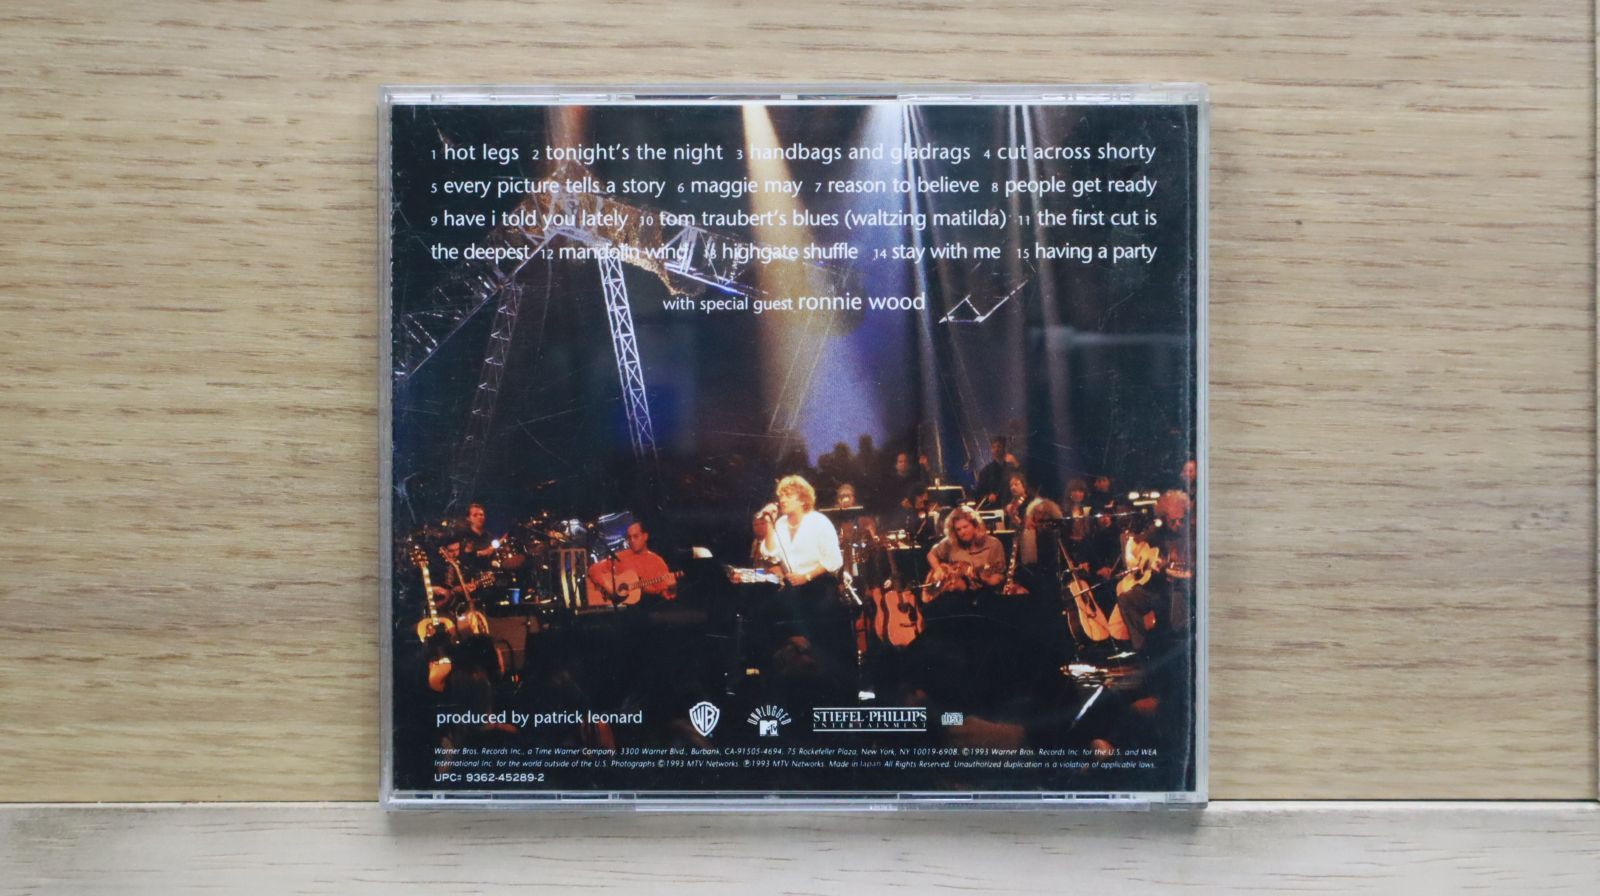 1 hot legs 2 tonight's the night 3 handbags and gladrags 4 cut across shorty
5 every picture tells a story 6 maggie may 7 reason to believe 8 people get ready
9 have i told you lately 10 tom traubert's blues (waltzing matilda) 11 the first cut is
the deepest 12 mandolin wind 13 highgate shuffle 14 stay with me 15 having a party
with special guest ronnie wood
produced by patrick leonard
WB
UNPLUGGED
MTV
STIEFEL·PHILLIPS
ENTERTAINMENT
Warner Bros. Records Inc., a Time Warner Company. 3300 Warner Blvd., Burbank, CA-91505-4694. 75 Rockefeller Plaza, New York, NY 10019-6908. ©1993 Warner Bros. Records Inc. for the U.S. and WEA
International Inc. for the world outside of the U.S. Photographs ©1993 MTV Networks. ℗1993 MTV Networks. Made in Japan All Rights Reserved. Unauthorized duplication is a violation of applicable laws.
UPC= 9362-45289-2